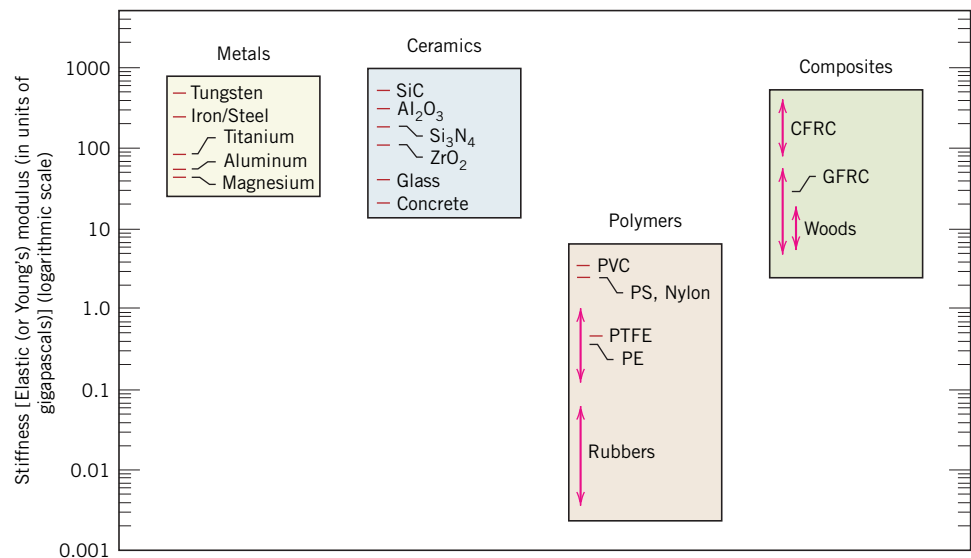 Stiffness [Elastic (or Young's) modulus (in units of
gigapascals)] (logarithmic scale)
1000
100
10
1.0
0.1
0.01
0.001
Metals
Tungsten
Iron/Steel
Titanium
Aluminum
Magnesium
Ceramics
SiC
Al₂O₃
Si₃N₄
ZrO₂
Glass
Concrete
Polymers
PVC
PS, Nylon
PTFE
PE
Rubbers
Composites
CFRC
GFRC
Woods